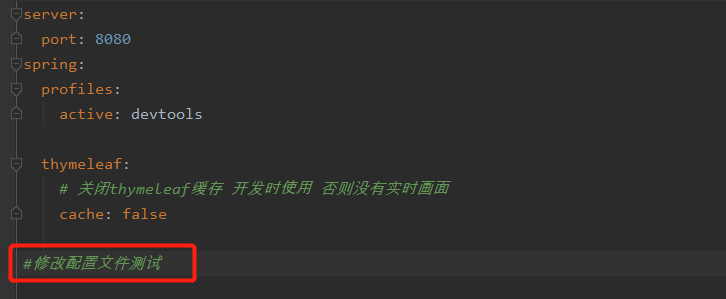 server:
port: 8080
spring:
profiles:
active: devtools
thymeleaf:
# 关闭thymeleaf缓存 开发时使用 否则没有实时画面
cache: false
#修改配置文件测试